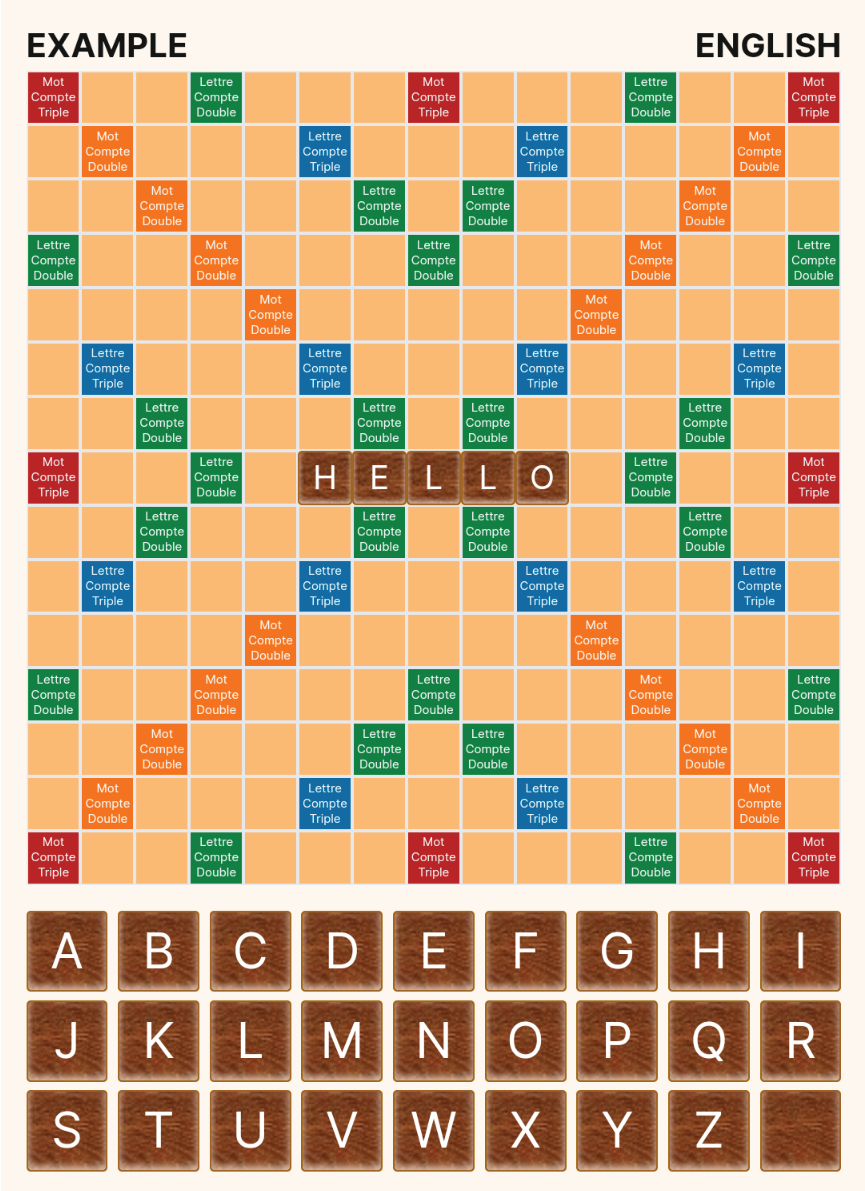 EXAMPLE ENGLISH
Mot Lettre Mot Lettre Mot
Compte Compte Compte Compte Compte
Triple Double Triple Double Triple
Mot Lettre Lettre Mot
Compte Compte Compte Compte
Double Triple Triple Double
Mot Lettre Lettre Mot
Compte Compte Compte Compte
Double Double Double Double
Lettre Mot Lettre Mot Lettre
Compte Compte Compte Compte Compte
Double Double Double Double Double
Mot Mot
Compte Compte
Double Double
Lettre Lettre Lettre Lettre
Compte Compte Compte Compte
Triple Triple Triple Triple
Lettre Lettre Lettre Lettre
Compte Compte Compte Compte
Double Double Double Double
Mot Lettre Lettre Mot
Compte Compte H E L L O Compte Compte
Triple Double Double Triple
Lettre Lettre Lettre Lettre
Compte Compte Compte Compte
Double Double Double Double
Lettre Lettre Lettre Lettre
Compte Compte Compte Compte
Triple Triple Triple Triple
Mot Mot
Compte Compte
Double Double
Lettre Mot Lettre Mot Lettre
Compte Compte Compte Compte Compte
Double Double Double Double Double
Mot Lettre Lettre Mot
Compte Compte Compte Compte
Double Double Double Double
Mot Lettre Lettre Mot
Compte Compte Compte Compte
Double Triple Triple Double
Mot Lettre Mot Lettre Mot
Compte Compte Compte Compte Compte
Triple Double Triple Double Triple
A B C D E F G H I
J K L M N O P Q R
S T U V W X Y Z